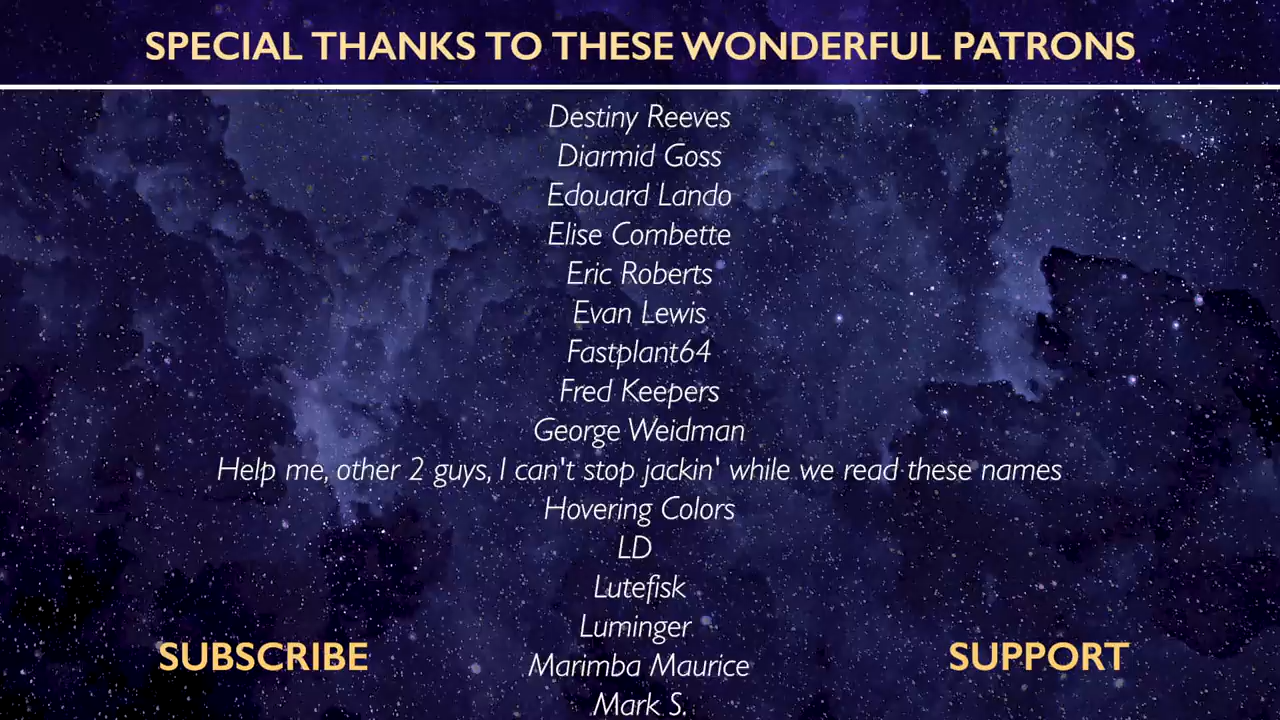 SPECIAL THANKS TO THESE WONDERFUL PATRONS
Destiny Reeves
Diarmid Goss
Edouard Lando
Elise Combette
Eric Roberts
Evan Lewis
Fastplant64
Fred Keepers
George Weidman
Help me, other 2 guys, I can't stop jackin' while we read these names
Hovering Colors
LD
Lutefisk
Luminger
Marimba Maurice
Mark S.
SUBSCRIBE
SUPPORT